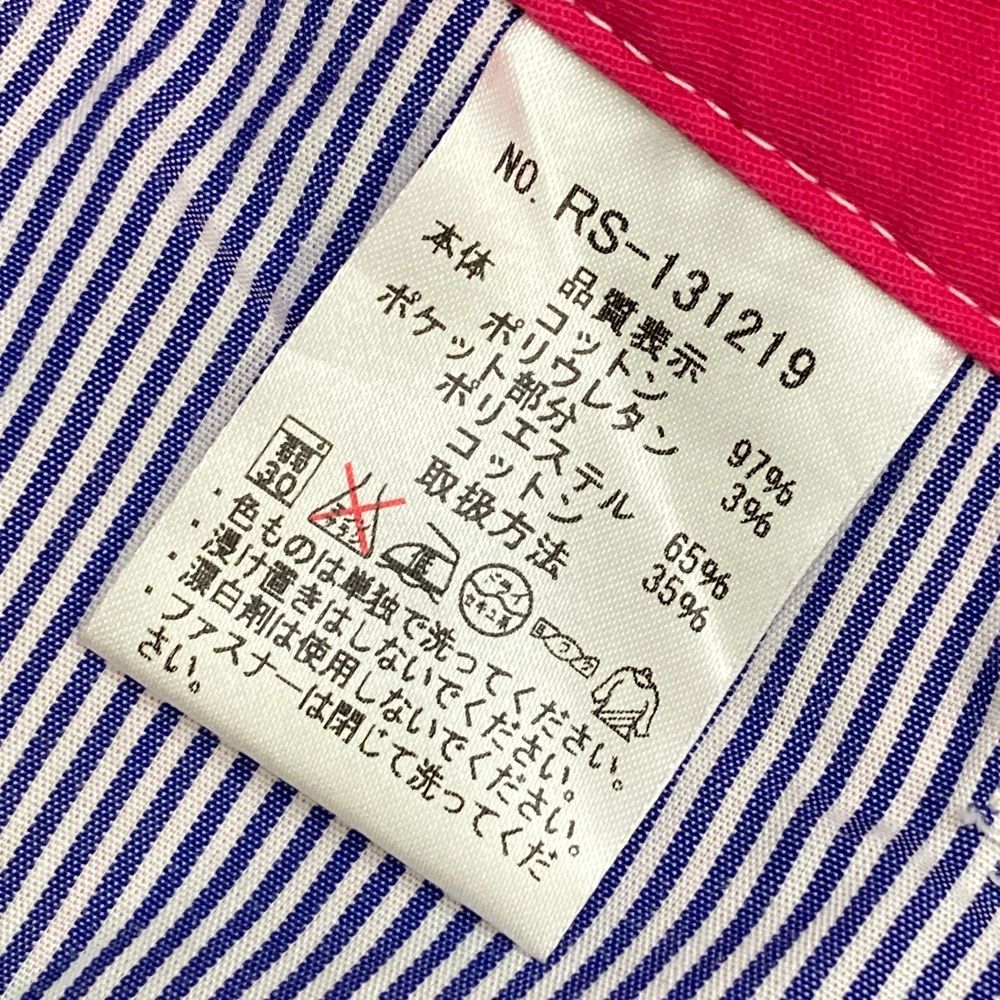 NO. RS-131219
品質表示
本体 コットン 97%
ポリウレタン 3%
ポケット部分
ポリエステル 65%
コットン 35%
取扱方法
弱
30
・色ものは単独で洗ってください。
・浸け置きはしないでください。
・漂白剤は使用しないでください。
・ファスナーは閉じて洗ってくだ
さい。